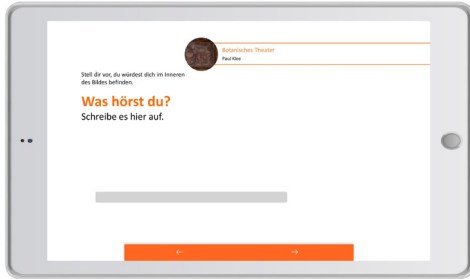 Botanisches Theater
Paul Klee
Stell dir vor, du würdest dich im Inneren
des Bildes befinden.
Was hörst du?
Schreibe es hier auf.